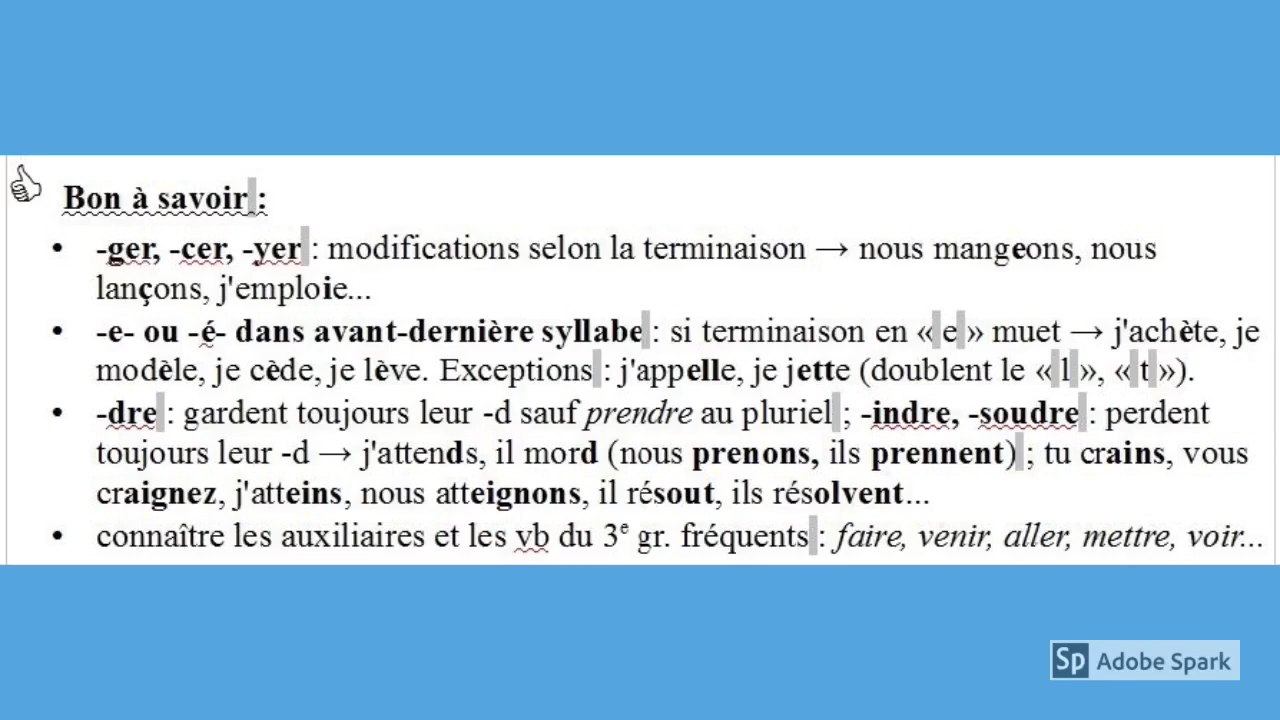 Bon à savoir :
• -ger, -cer, -yer : modifications selon la terminaison → nous mangeons, nous
lançons, j'emploie...
• -e- ou -é- dans avant-dernière syllabe : si terminaison en « e » muet → j'achète, je
modèle, je cède, je lève. Exceptions : j'appelle, je jette (doublent le « l », « t »).
• -dre : gardent toujours leur -d sauf prendre au pluriel ; -indre, -soudre : perdent
toujours leur -d → j'attends, il mord (nous prenons, ils prennent) ; tu crains, vous
craignez, j'atteins, nous atteignons, il résout, ils résolvent...
• connaître les auxiliaires et les vb du 3e gr. fréquents : faire, venir, aller, mettre, voir...
Sp Adobe Spark